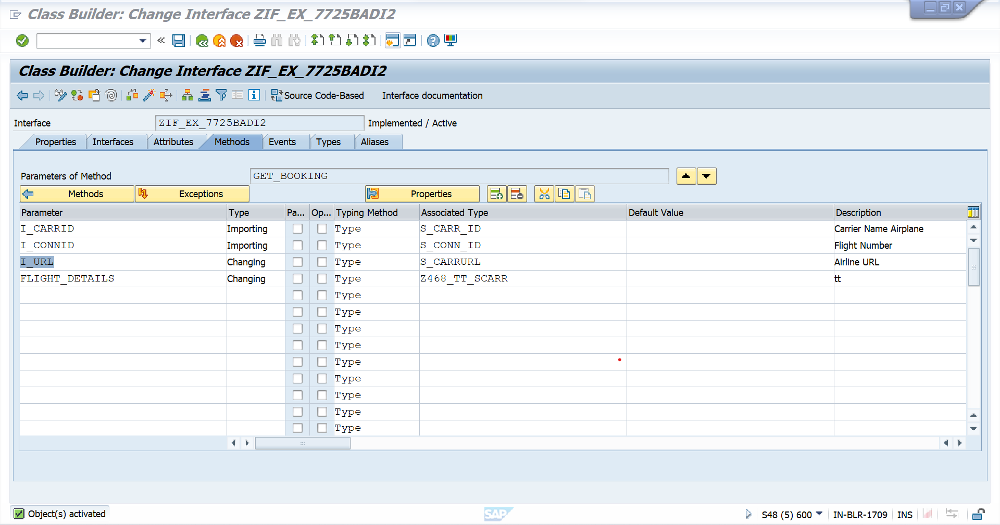 Class Builder: Change Interface ZIF_EX_7725BADI2
Class Builder: Change Interface ZIF_EX_7725BADI2
Source Code-Based Interface documentation
Interface ZIF_EX_7725BADI2 Implemented / Active
Properties Interfaces Attributes Methods Events Types Aliases
Parameters of Method GET_BOOKING
Methods Exceptions Properties
Parameter Type Pa... Op... Typing Method Associated Type Default Value Description
I_CARRID Importing Type S_CARR_ID Carrier Name Airplane
I_CONNID Importing Type S_CONN_ID Flight Number
I_URL Changing Type S_CARRURL Airline URL
FLIGHT_DETAILS Changing Type Z468_TT_SCARR tt
Type
Type
Type
Type
Type
Type
Type
Type
Type
Object(s) activated SAP S48 (5) 600 IN-BLR-1709 INS